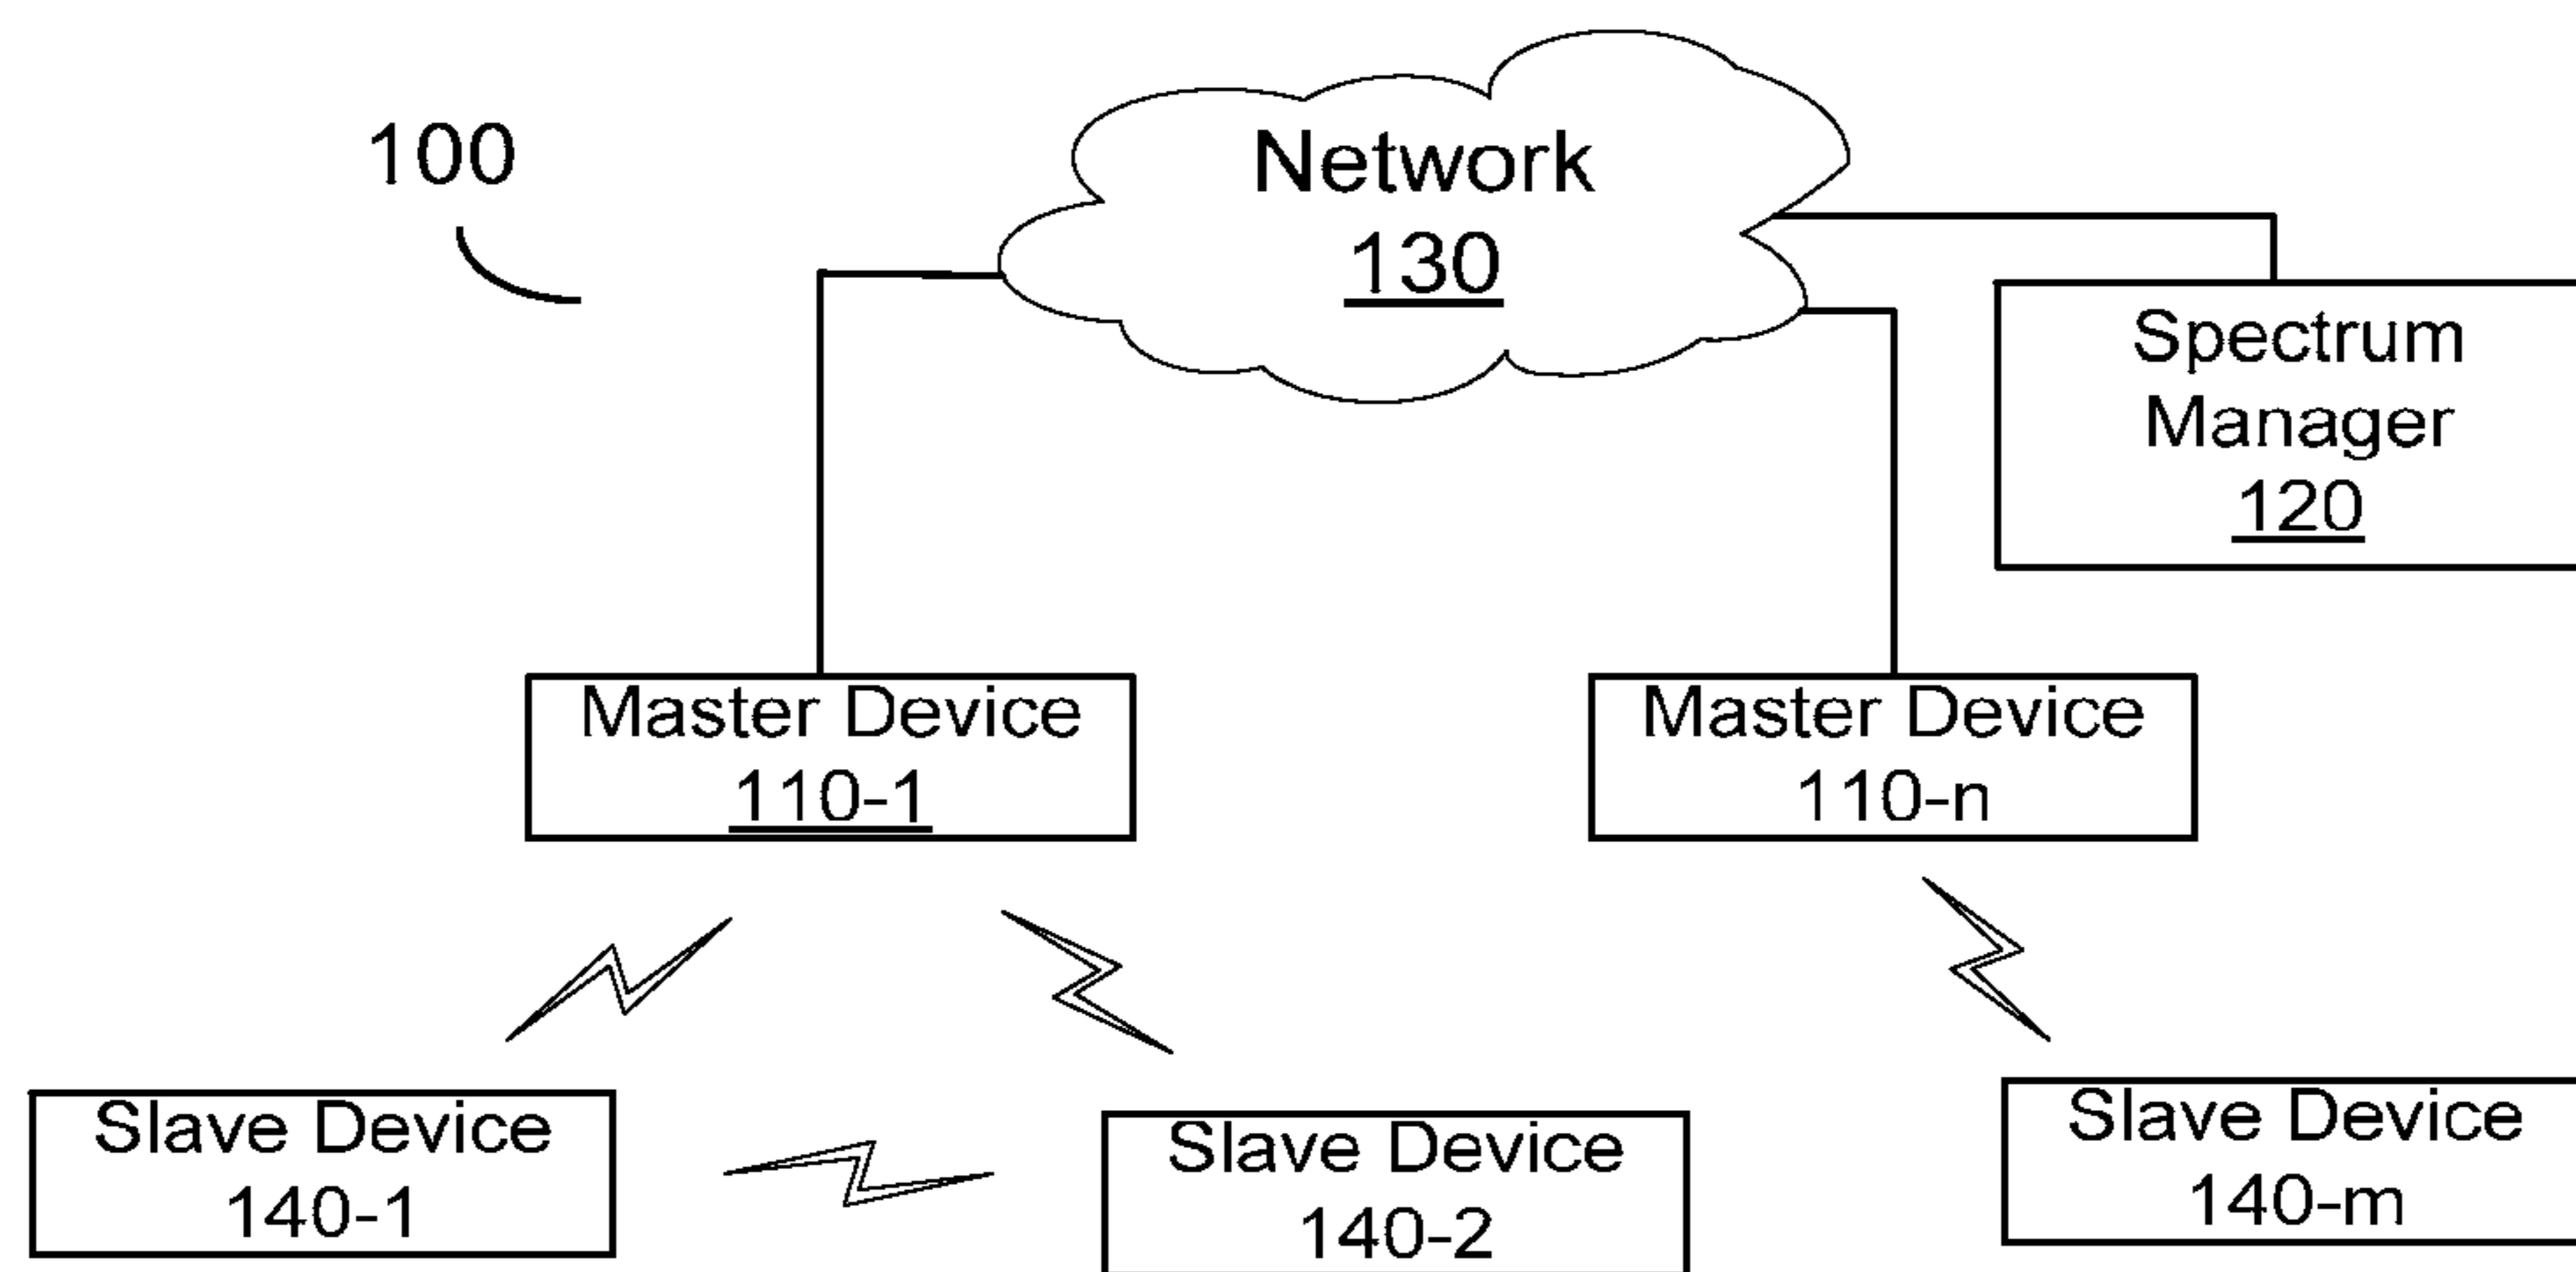 100
Network
130
Spectrum
Manager
120
Master Device
110-1
Master Device
110-n
Slave Device
140-1
Slave Device
140-2
Slave Device
140-m